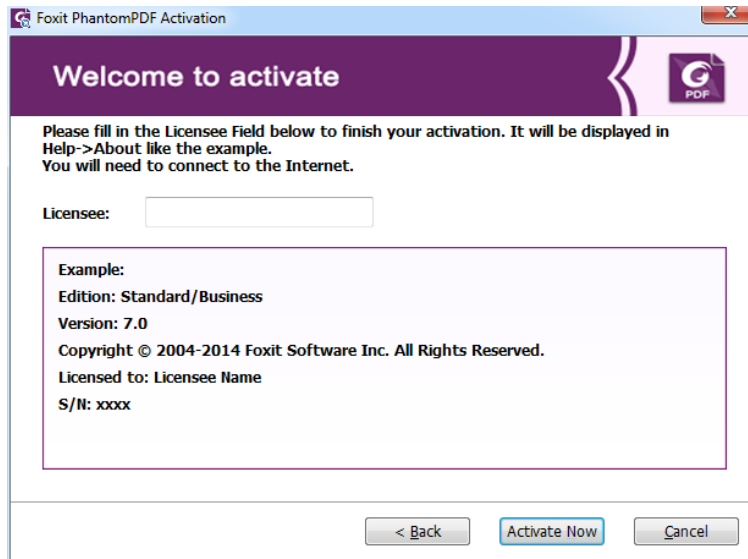 Foxit PhantomPDF Activation
Welcome to activate
PDF
Please fill in the Licensee Field below to finish your activation. It will be displayed in
Help->About like the example.
You will need to connect to the Internet.
Licensee:
Example:
Edition: Standard/Business
Version: 7.0
Copyright © 2004-2014 Foxit Software Inc. All Rights Reserved.
Licensed to: Licensee Name
S/N: xxxx
< Back Activate Now Cancel